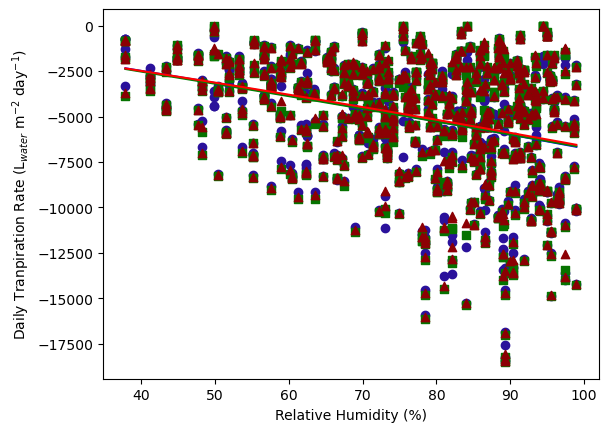 Daily Tranpiration Rate (L$_{water}$ m$^{-2}$ day$^{-1}$)
0
−2500
−5000
−7500
−10000
−12500
−15000
−17500
40 50 60 70 80 90 100
Relative Humidity (%)